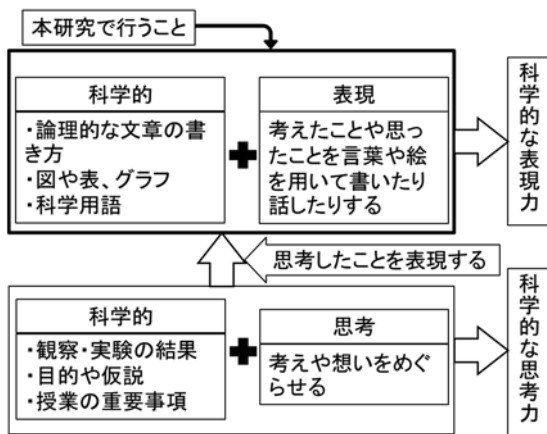 本研究で行うこと
科学的
・論理的な文章の書
き方
・図や表、グラフ
・科学用語
表現
考えたことや思っ
たことを言葉や絵
を用いて書いたり
話したりする
科学的な表現力
思考したことを表現する
科学的
・観察・実験の結果
・目的や仮説
・授業の重要事項
思考
考えや想いをめぐ
らせる
科学的な思考力